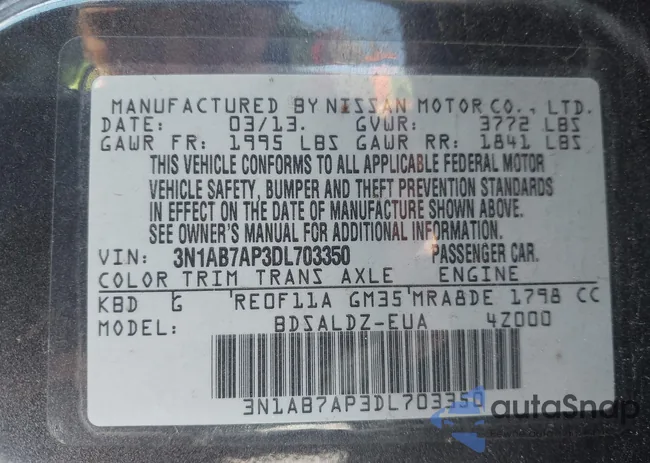 MANUFACTURED BY NISSAN MOTOR CO., LTD.
DATE: 03/13. GVWR: 3772 LBS
GAWR FR: 1995 LBS GAWR RR: 1841 LBS
THIS VEHICLE CONFORMS TO ALL APPLICABLE FEDERAL MOTOR
VEHICLE SAFETY, BUMPER AND THEFT PREVENTION STANDARDS
IN EFFECT ON THE DATE OF MANUFACTURE SHOWN ABOVE.
SEE OWNER'S MANUAL FOR ADDITIONAL INFORMATION.
VIN: 3N1AB7AP3DL703350 PASSENGER CAR.
COLOR TRIM TRANS AXLE ENGINE
KBD G RE0F11A GM35 MRA8DE 1798 CC
MODEL: BDSALDZ-EUA 4Z000
3N1AB7AP3DL703350
autoSnap